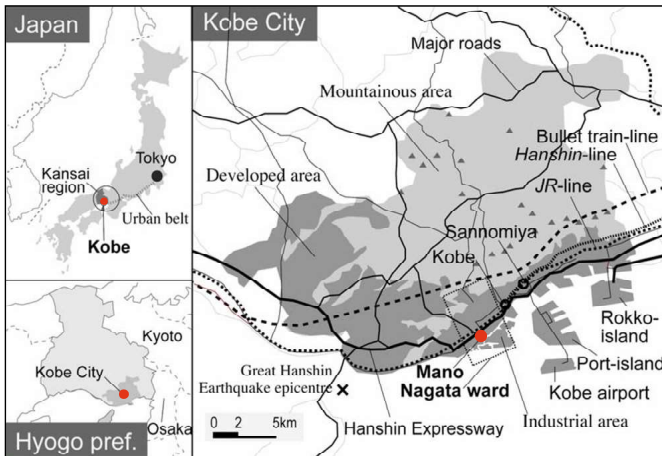 Japan
Kansai
region
Tokyo
Urban belt
Kobe
Kyoto
Kobe City
Osaka
Hyogo pref.
Kobe City
Major roads
Mountainous area
Bullet train-line
Hanshin-line
JR-line
Developed area
Sannomiya
Kobe
Rokko-
island
Port-island
Kobe airport
Mano
Nagata ward
Great Hanshin
Earthquake epicentre
Industrial area
Hanshin Expressway
0 2 5km